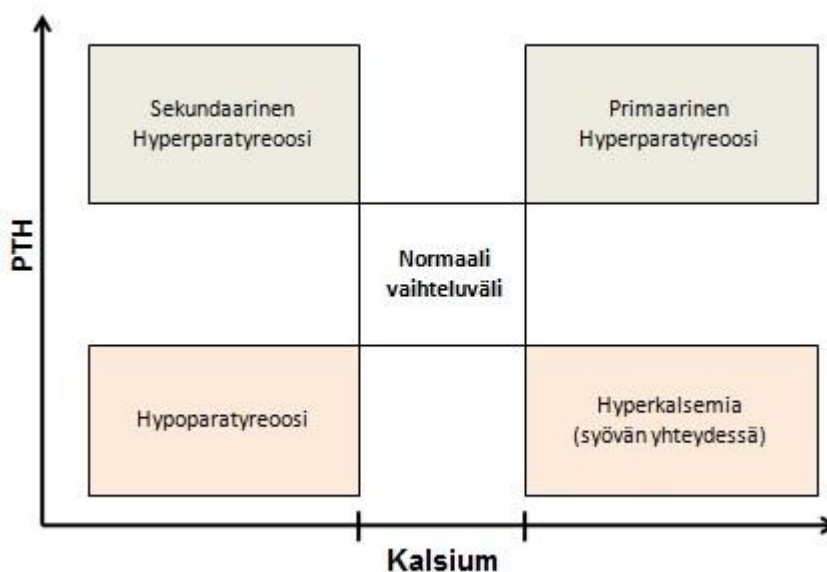 Sekundaarinen
Hyperparatyreoosi
Primaarinen
Hyperparatyreoosi
PTH
Normaali
vaihteluväli
Hypoparatyreoosi
Hyperkalsemia
(syövän yhteydessä)
Kalsium